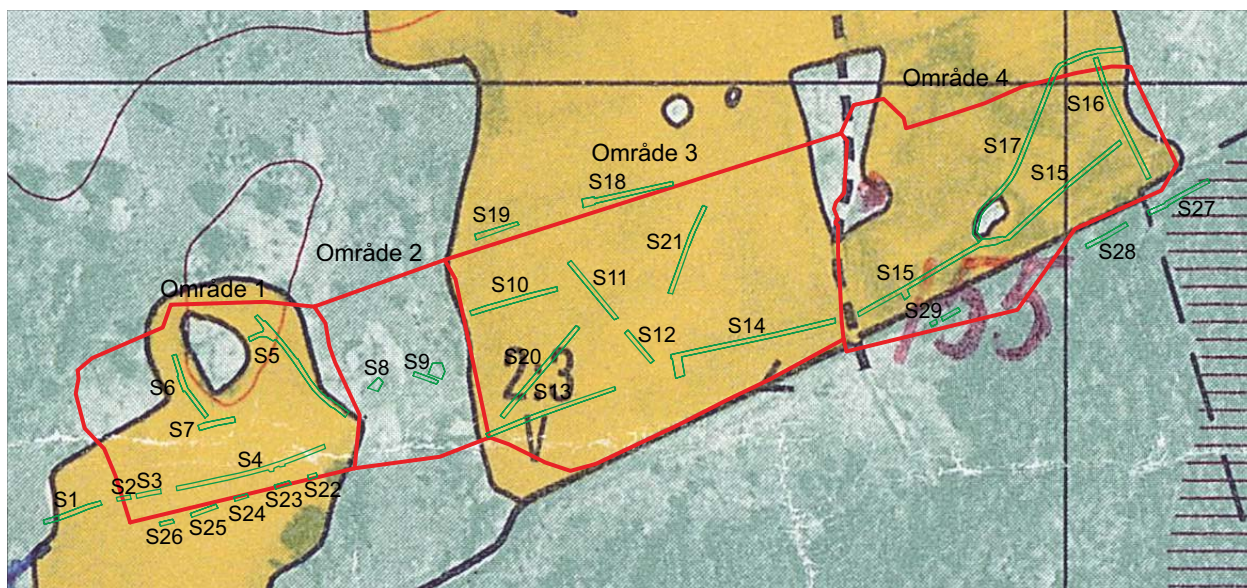 Område 4
S16
S17
Område 3
S15
S18
S27
S19
S21
S28
Område 2
S15
Område 1
S10
S11
S29
155
S14
S12
S5
S20
S9
S8
23
S6
S13
V
S7
S4
S22
S23
S3
S2
S24
S1
S25
S26